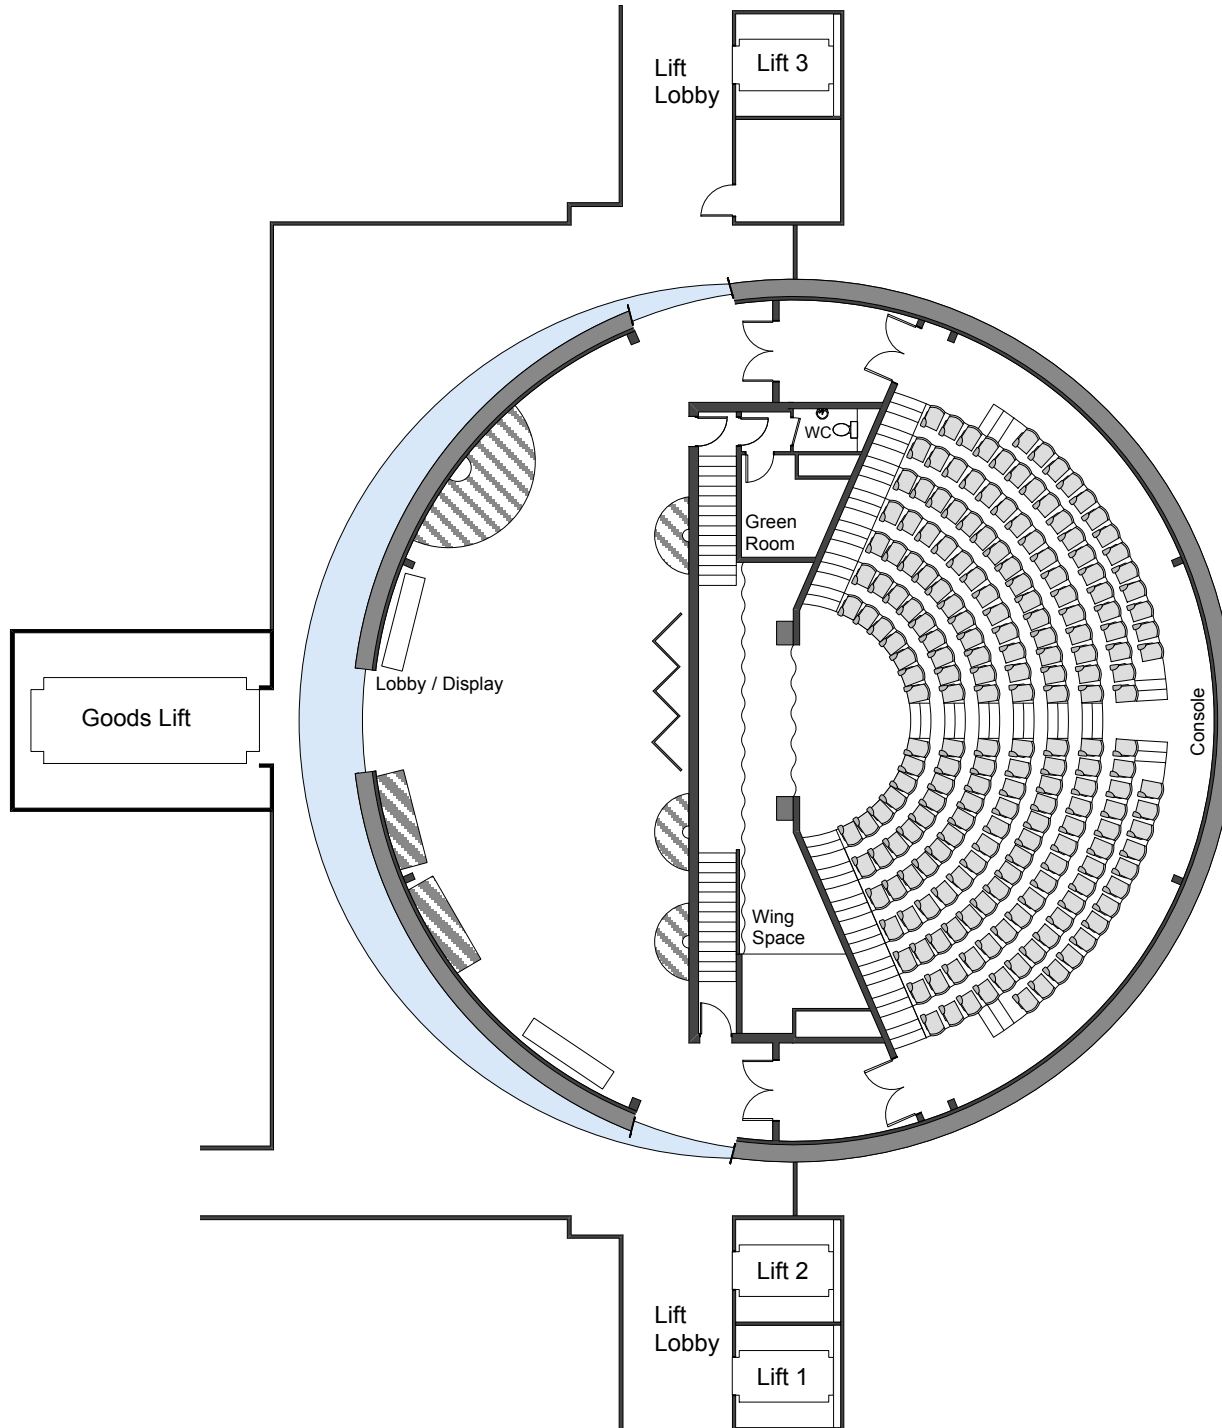 Lift 3
Lift
Lobby
WC
Green
Room
Lobby / Display
Goods Lift
Console
Wing
Space
Lift 2
Lift
Lobby
Lift 1